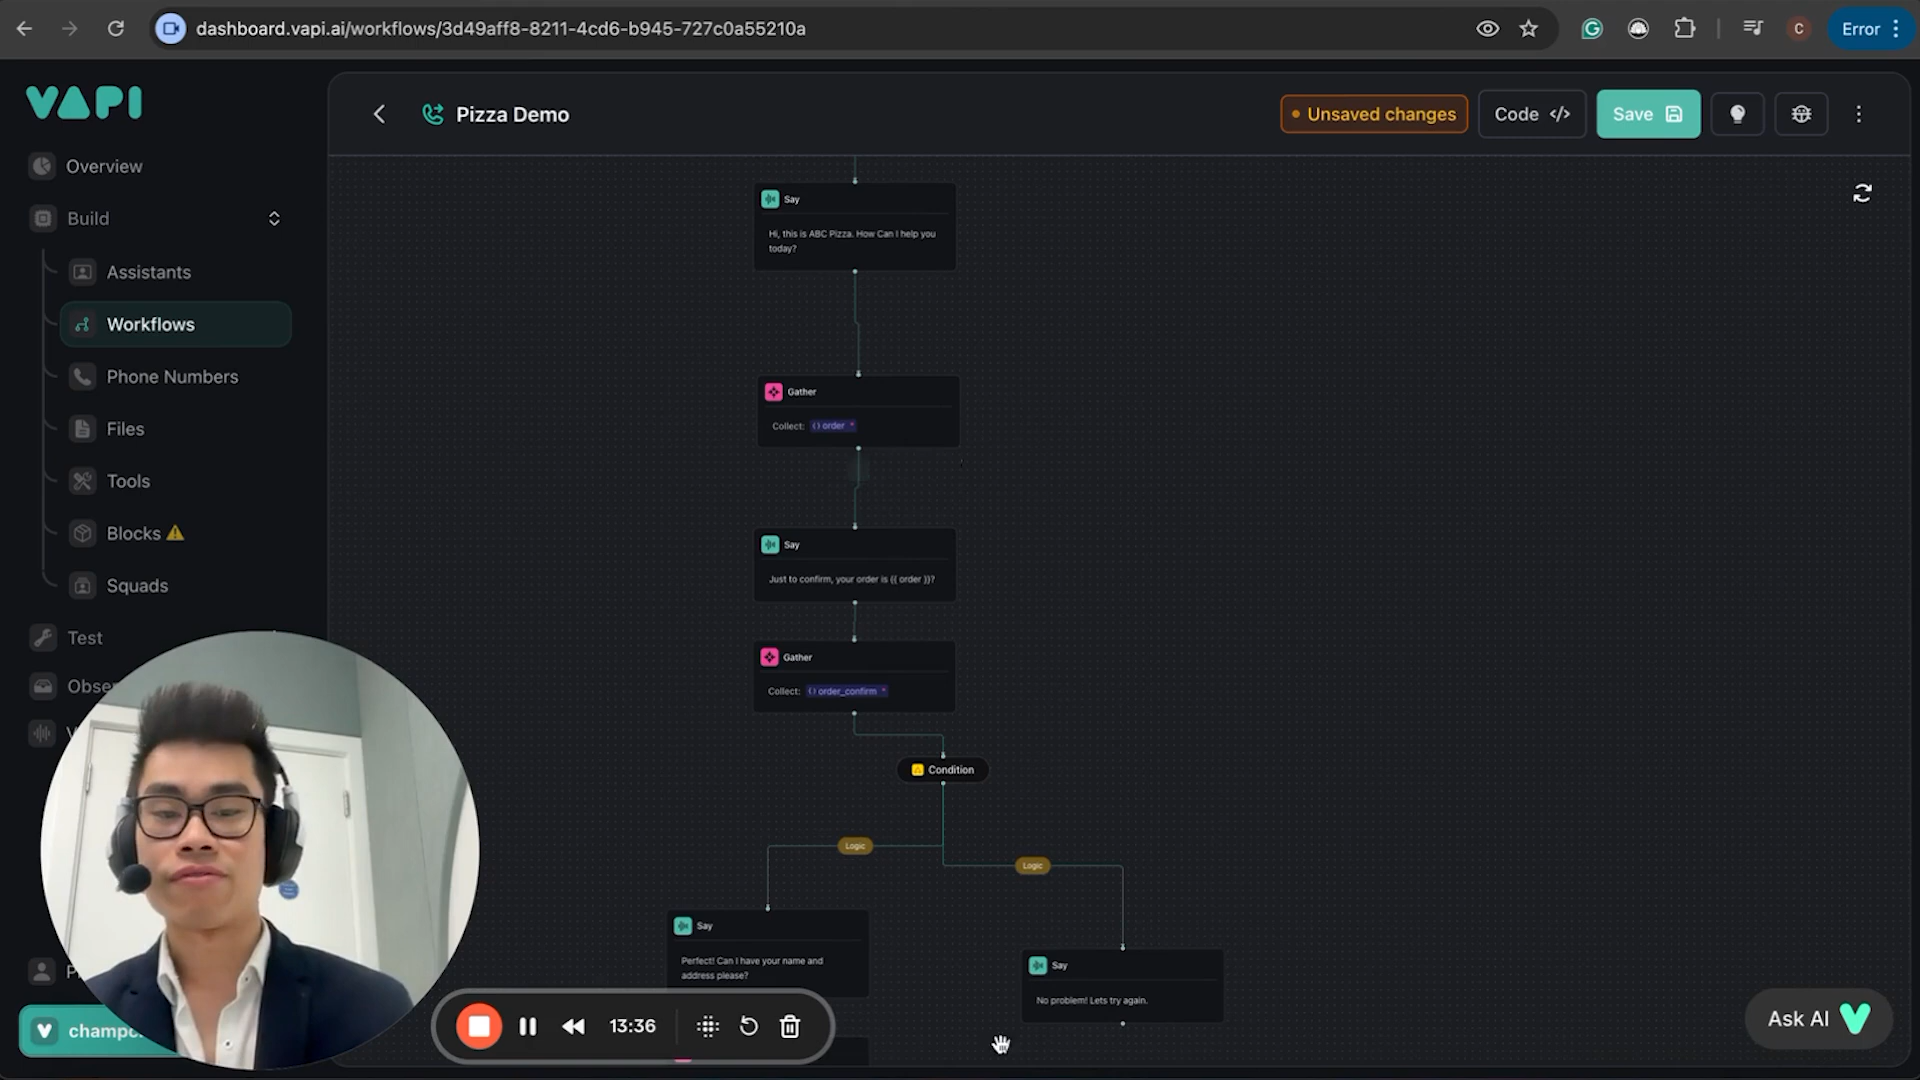 dashboard.vapi.ai/workflows/3d49aff8-8211-4cd6-b945-727c0a55210a
C
Error
VAPI
Pizza Demo
Unsaved changes
Code </>
Save
Overview
Build
Assistants
Workflows
Phone Numbers
Files
Tools
Blocks
Squads
Test
Obse
Say
Hi, this is ABC Pizza. How Can I help you
today?
Gather
Collect: {} order *
Say
Just to confirm, your order is {{ order }}?
Gather
Collect: {} order_confirm *
Condition
Logic
Logic
Say
Perfect! Can I have your name and
address please?
Say
No problem! Lets try again.
champ
13:36
Ask AI